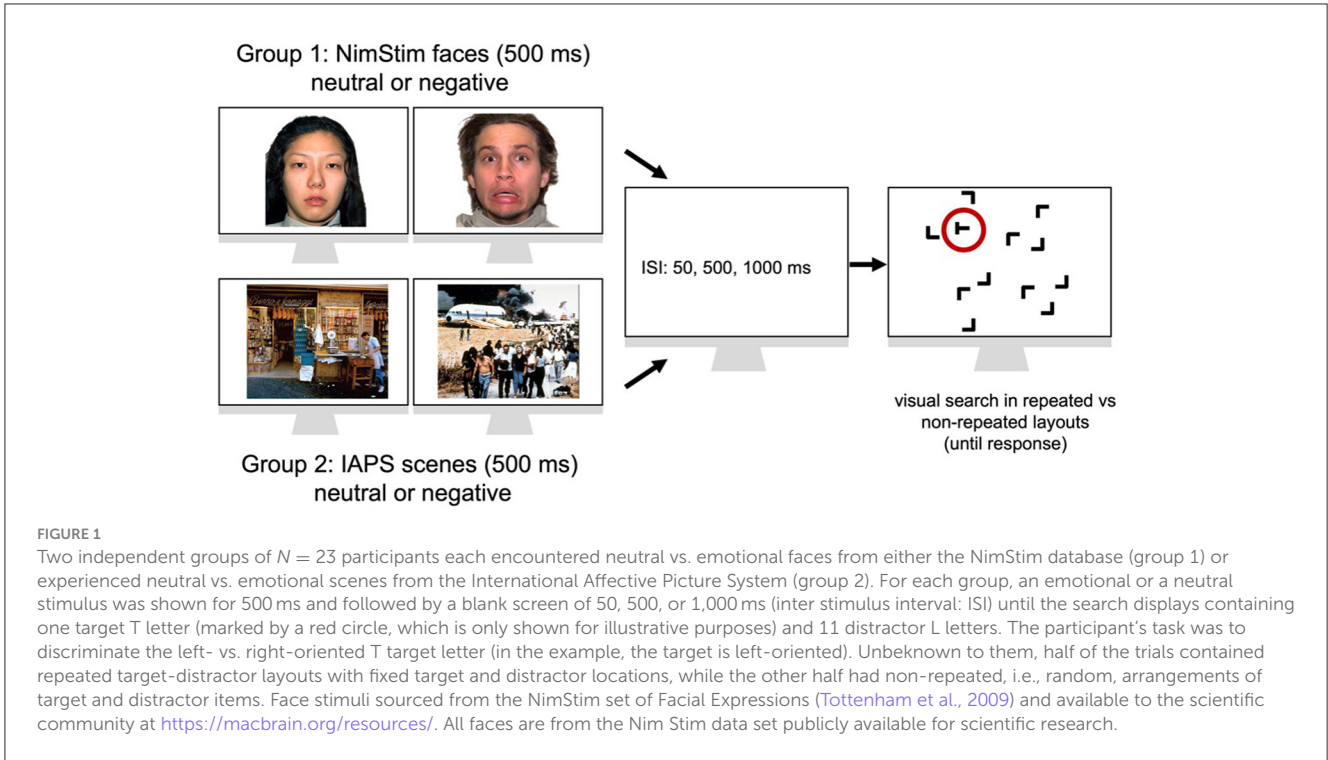 Group 1: NimStim faces (500 ms)
neutral or negative
ISI: 50, 500, 1000 ms
visual search in repeated vs
non-repeated layouts
(until response)
Group 2: IAPS scenes (500 ms)
neutral or negative
FIGURE 1
Two independent groups of N = 23 participants each encountered neutral vs. emotional faces from either the NimStim database (group 1) or
experienced neutral vs. emotional scenes from the International Affective Picture System (group 2). For each group, an emotional or a neutral
stimulus was shown for 500 ms and followed by a blank screen of 50, 500, or 1,000 ms (inter stimulus interval: ISI) until the search displays containing
one target T letter (marked by a red circle, which is only shown for illustrative purposes) and 11 distractor L letters. The participant's task was to
discriminate the left- vs. right-oriented T target letter (in the example, the target is left-oriented). Unbeknown to them, half of the trials contained
repeated target-distractor layouts with fixed target and distractor locations, while the other half had non-repeated, i.e., random, arrangements of
target and distractor items. Face stimuli sourced from the NimStim set of Facial Expressions (Tottenham et al., 2009) and available to the scientific
community at https://macbrain.org/resources/. All faces are from the Nim Stim data set publicly available for scientific research.